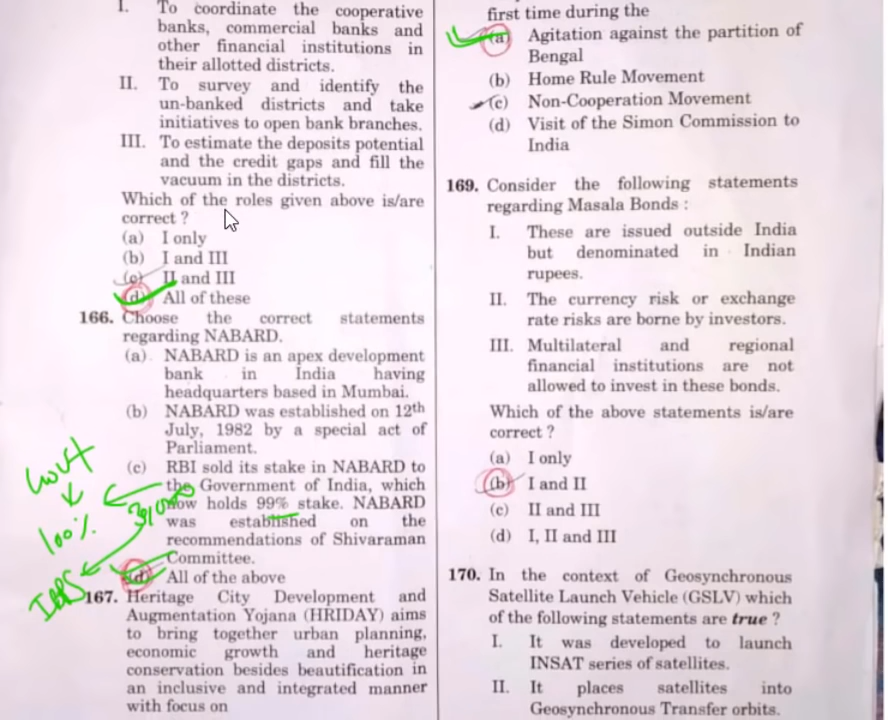 I. To coordinate the cooperative
banks, commercial banks and
other financial institutions in
their allotted districts.
II. To survey and identify the
un-banked districts and take
initiatives to open bank branches.
III. To estimate the deposits potential
and the credit gaps and fill the
vacuum in the districts.
Which of the roles given above is/are
correct ?
(a) I only
(b) I and III
(c) II and III
(d) All of these
166. Choose the correct statements
regarding NABARD.
(a) NABARD is an apex development
bank in India having
headquarters based in Mumbai.
(b) NABARD was established on 12th
July, 1982 by a special act of
Parliament.
(c) RBI sold its stake in NABARD to
the Government of India, which
now holds 99% stake. NABARD
was established on the
recommendations of Shivaraman
Committee.
(d) All of the above
Govt
100%
167. Heritage City Development and
Augmentation Yojana (HRIDAY) aims
to bring together urban planning,
economic growth and heritage
conservation besides beautification in
an inclusive and integrated manner
with focus on
first time during the
(a) Agitation against the partition of
Bengal
(b) Home Rule Movement
(c) Non-Cooperation Movement
(d) Visit of the Simon Commission to
India
169. Consider the following statements
regarding Masala Bonds :
I. These are issued outside India
but denominated in Indian
rupees.
II. The currency risk or exchange
rate risks are borne by investors.
III. Multilateral and regional
financial institutions are not
allowed to invest in these bonds.
Which of the above statements is/are
correct ?
(a) I only
(b) I and II
(c) II and III
(d) I, II and III
170. In the context of Geosynchronous
Satellite Launch Vehicle (GSLV) which
of the following statements are true ?
I. It was developed to launch
INSAT series of satellites.
II. It places satellites into
Geosynchronous Transfer orbits.